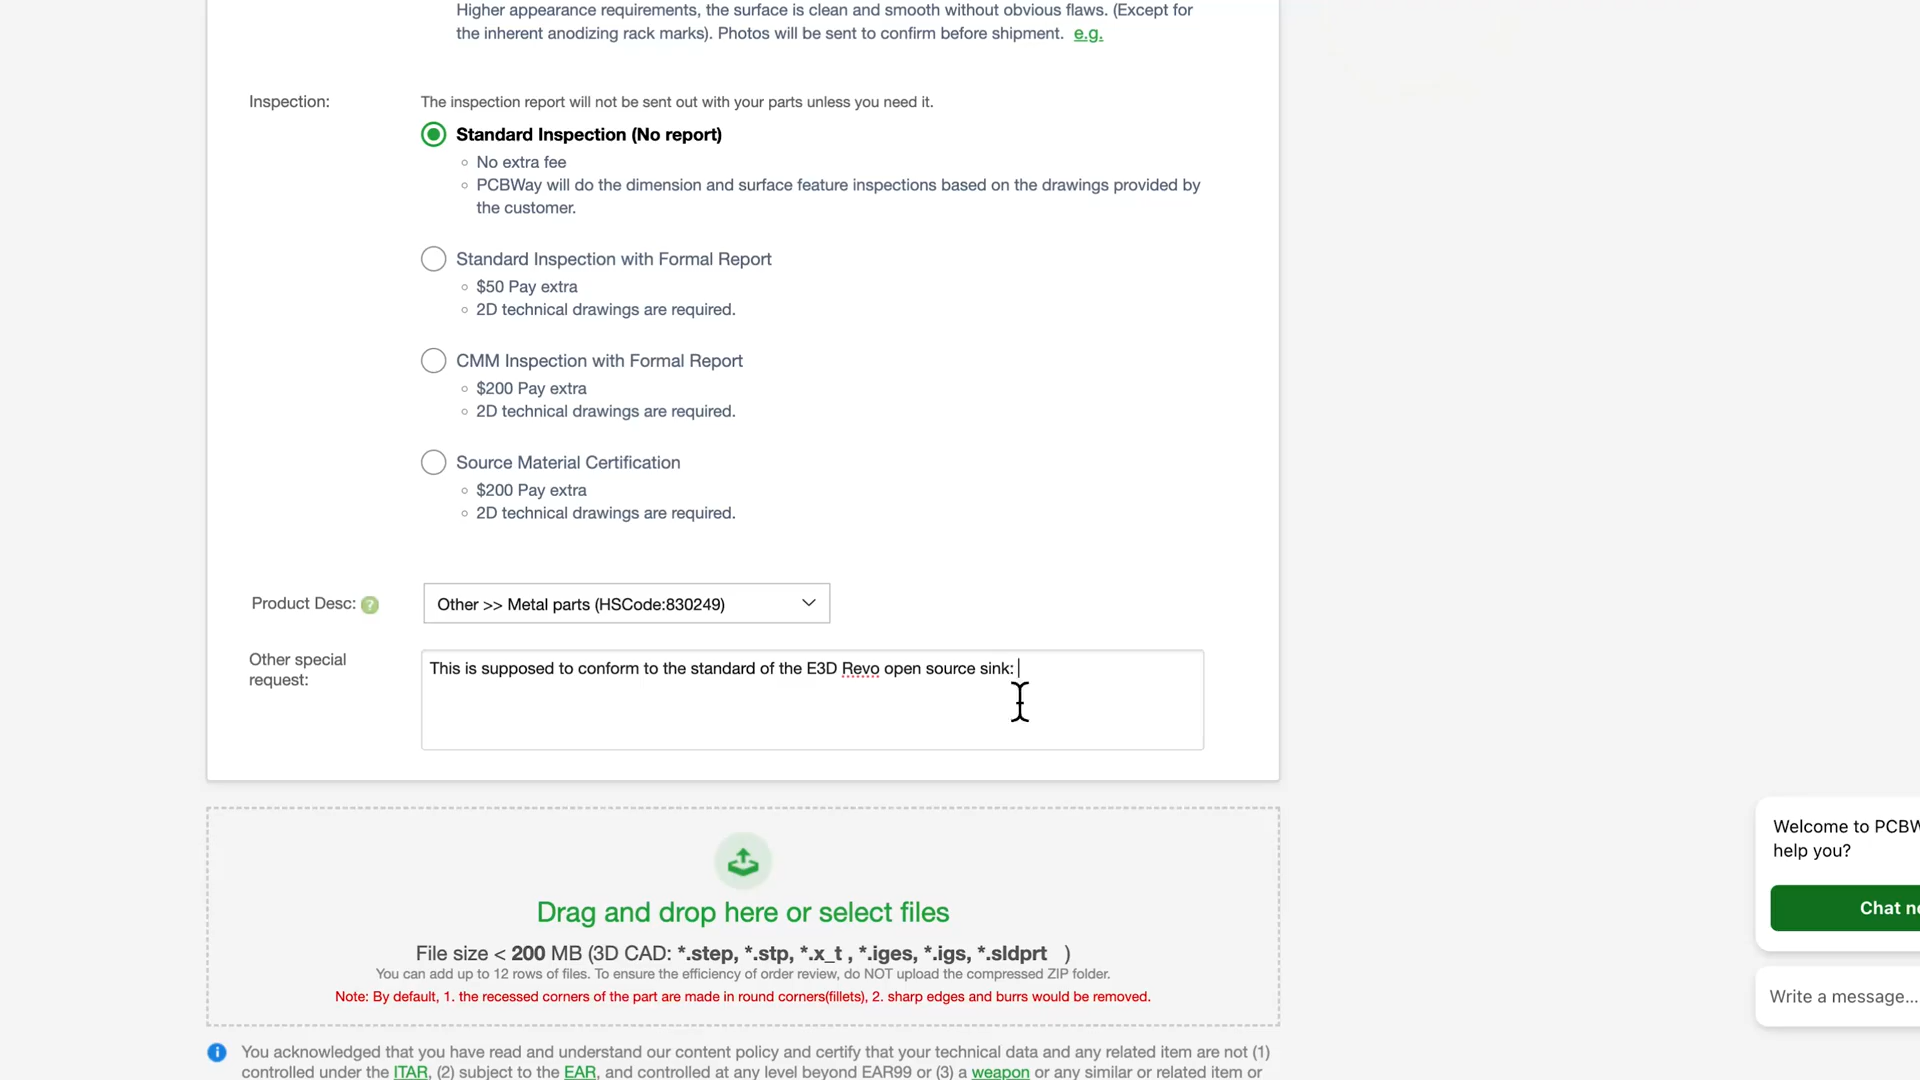 Higher appearance requirements, the surface is clean and smooth without obvious flaws. (Except for
the inherent anodizing rack marks). Photos will be sent to confirm before shipment. e.g.
Inspection:
The inspection report will not be sent out with your parts unless you need it.
Standard Inspection (No report)
No extra fee
PCBWay will do the dimension and surface feature inspections based on the drawings provided by
the customer.
Standard Inspection with Formal Report
$50 Pay extra
2D technical drawings are required.
CMM Inspection with Formal Report
$200 Pay extra
2D technical drawings are required.
Source Material Certification
$200 Pay extra
2D technical drawings are required.
Product Desc: ?
Other >> Metal parts (HSCode:830249)
Other special
request:
This is supposed to conform to the standard of the E3D Revo open source sink:
Drag and drop here or select files
File size < 200 MB (3D CAD: *.step, *.stp, *.x_t , *.iges, *.igs, *.sldprt )
You can add up to 12 rows of files. To ensure the efficiency of order review, do NOT upload the compressed ZIP folder.
Note: By default, 1. the recessed corners of the part are made in round corners(fillets), 2. sharp edges and burrs would be removed.
You acknowledged that you have read and understand our content policy and certify that your technical data and any related item are not (1)
controlled under the ITAR, (2) subject to the EAR, and controlled at any level beyond EAR99 or (3) a weapon or any similar or related item or
Welcome to PCBW
help you?
Chat
Write a message...